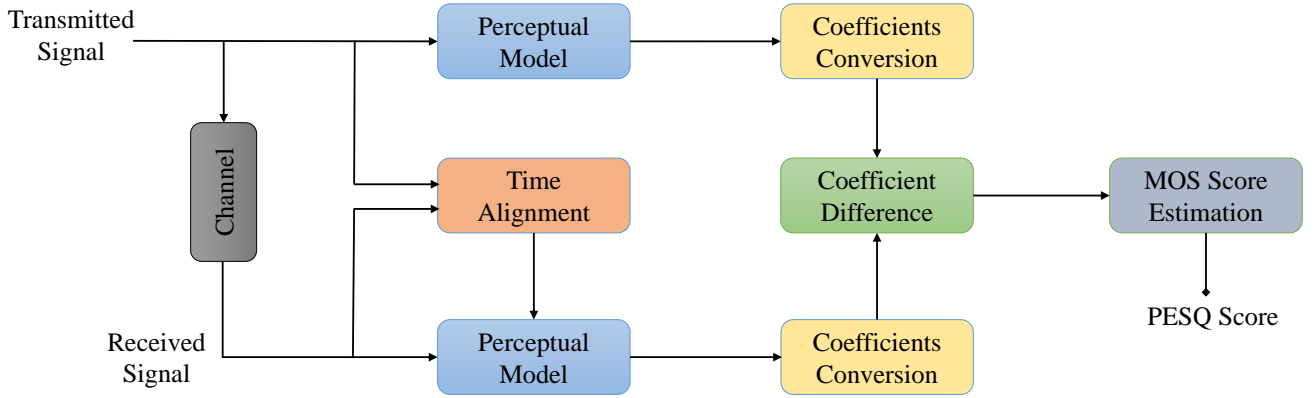 Transmitted
Signal
Perceptual
Model
Coefficients
Conversion
Channel
Time
Alignment
Coefficient
Difference
MOS Score
Estimation
PESQ Score
Received
Signal
Perceptual
Model
Coefficients
Conversion